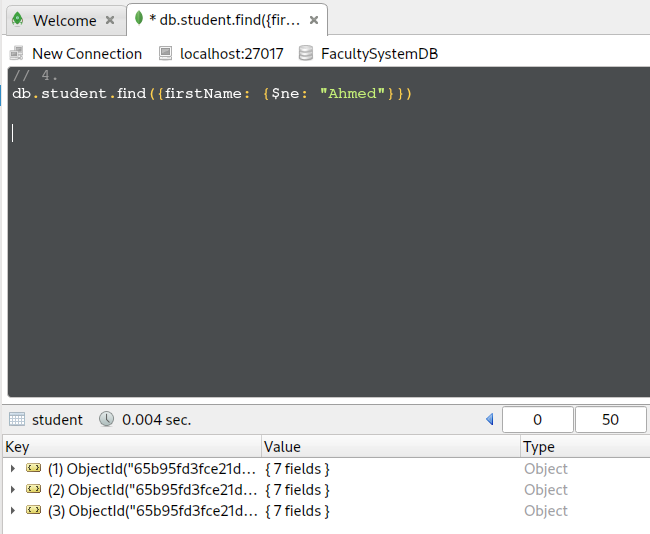 Welcome
* db.student.find({fir...
New Connection localhost:27017 FacultySystemDB
// 4.
db.student.find({firstName: {$ne: "Ahmed"}})
student 0.004 sec. 0 50
Key Value Type
(1) ObjectId("65b95fd3fce21d... { 7 fields } Object
(2) ObjectId("65b95fd3fce21d... { 7 fields } Object
(3) ObjectId("65b95fd3fce21d... { 7 fields } Object